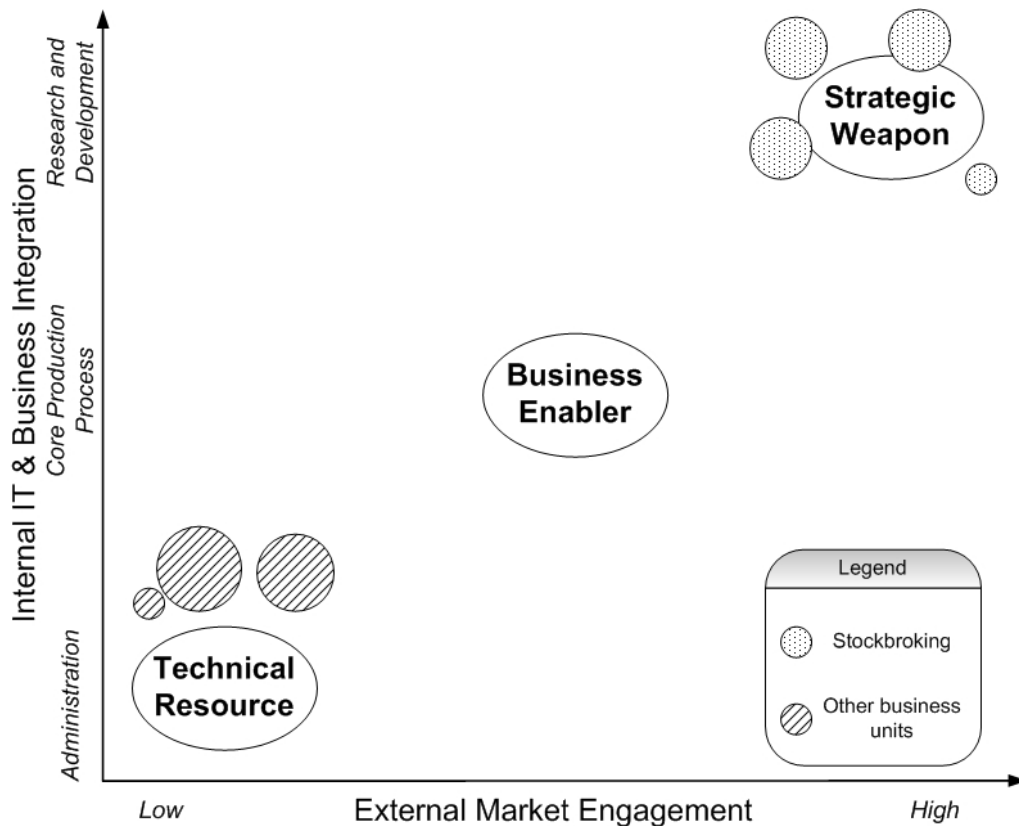 Internal IT & Business Integration
Research and
Development
Core Production
Process
Administration
Strategic
Weapon
Business
Enabler
Technical
Resource
Legend
Stockbroking
Other business
units
Low
External Market Engagement
High